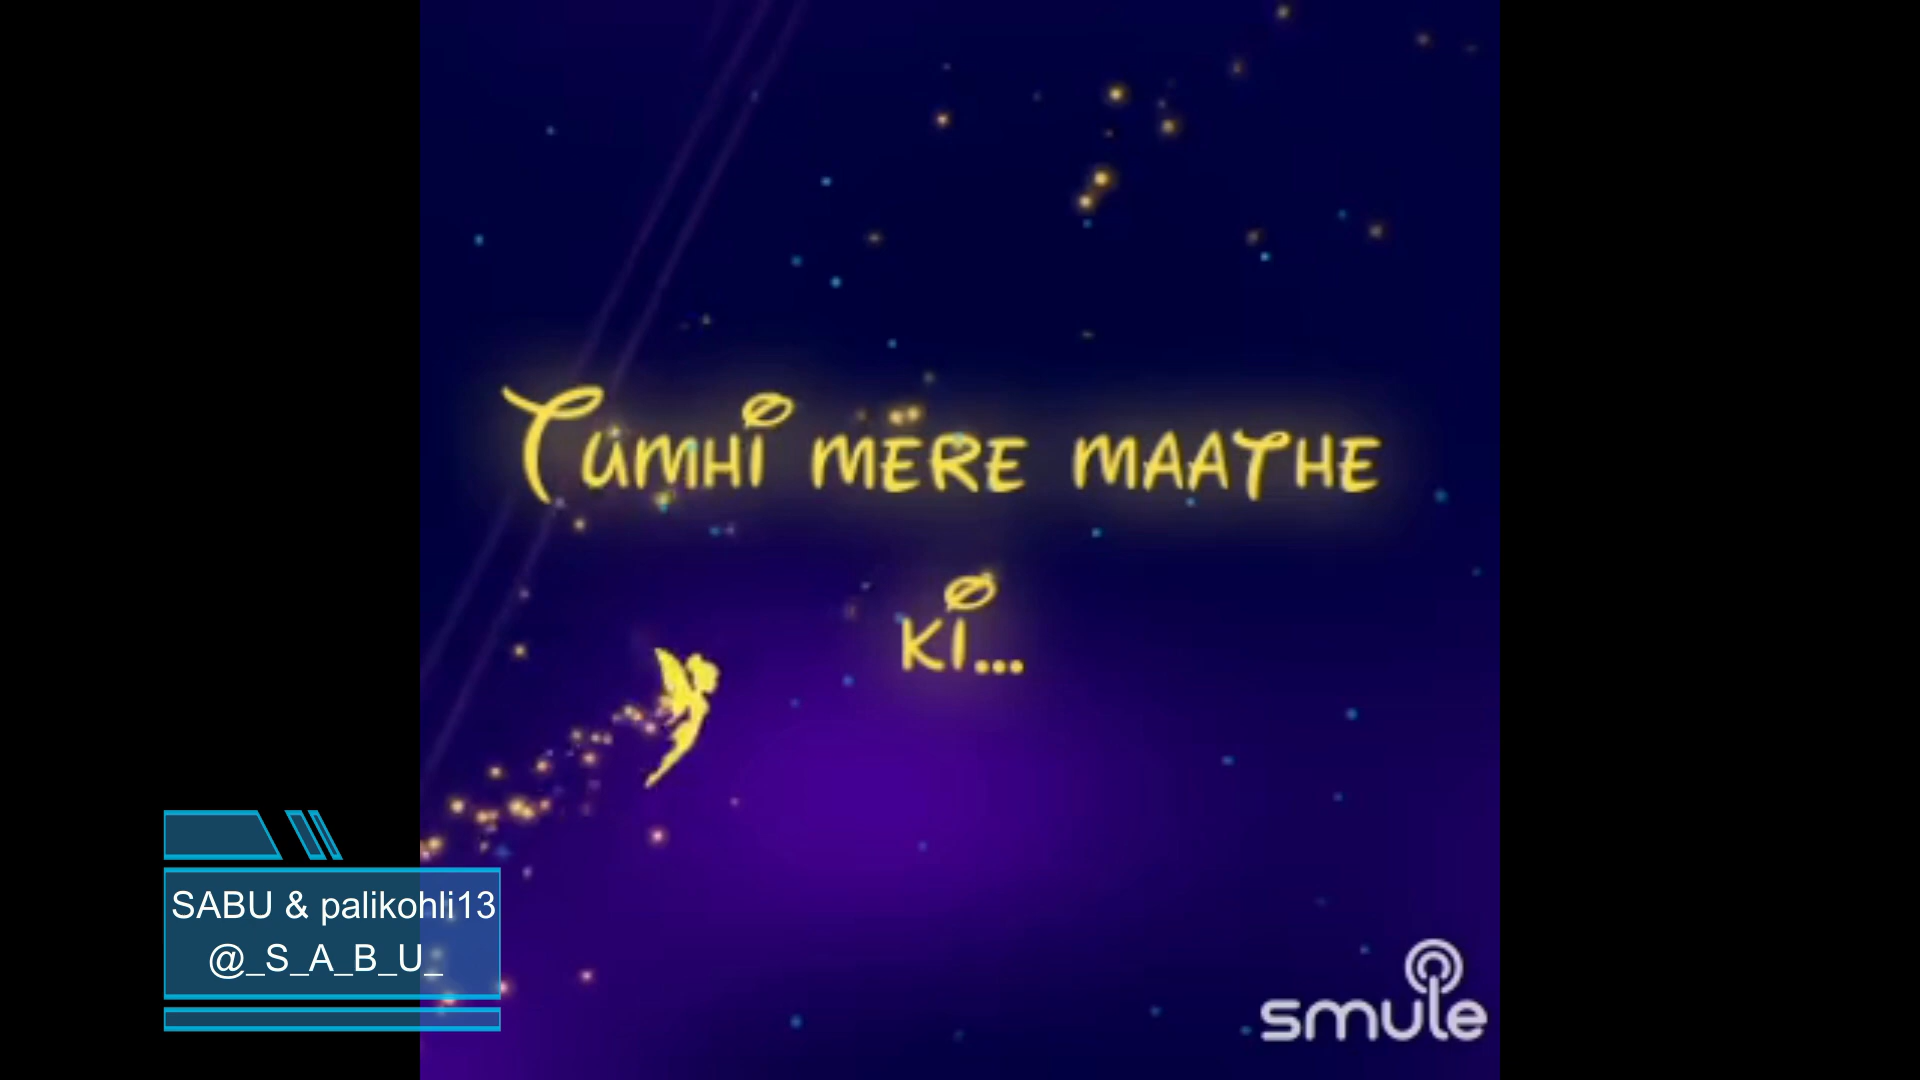 Tumhi mere maathe
ki...
SABU & palikohli13
@_S_A_B_U_
smule